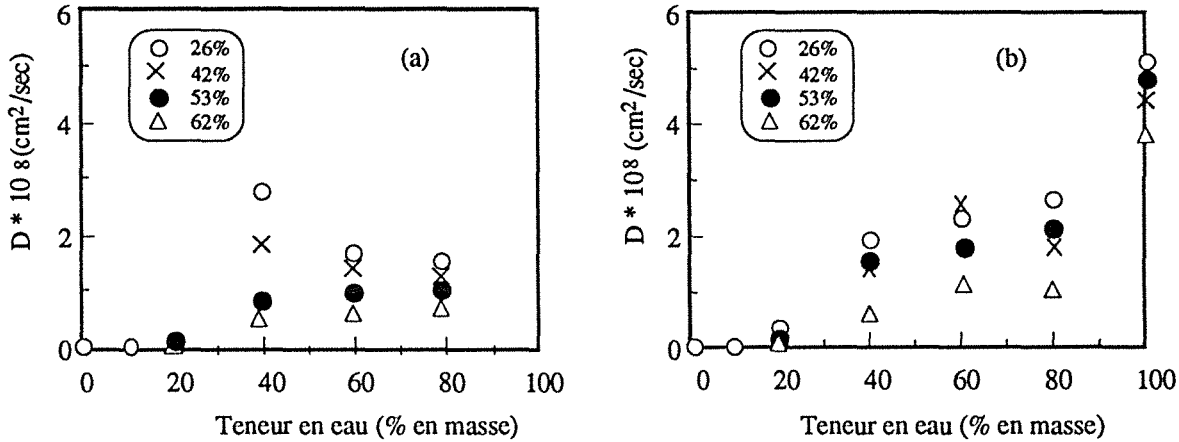 6
4
2
0
D * 10 8 (cm2/sec)
26%
42%
53%
62%
(a)
0 20 40 60 80 100
Teneur en eau (% en masse)
6
4
2
0
D * 10⁸ (cm²/sec)
26%
42%
53%
62%
(b)
0 20 40 60 80 100
Teneur en eau (% en masse)